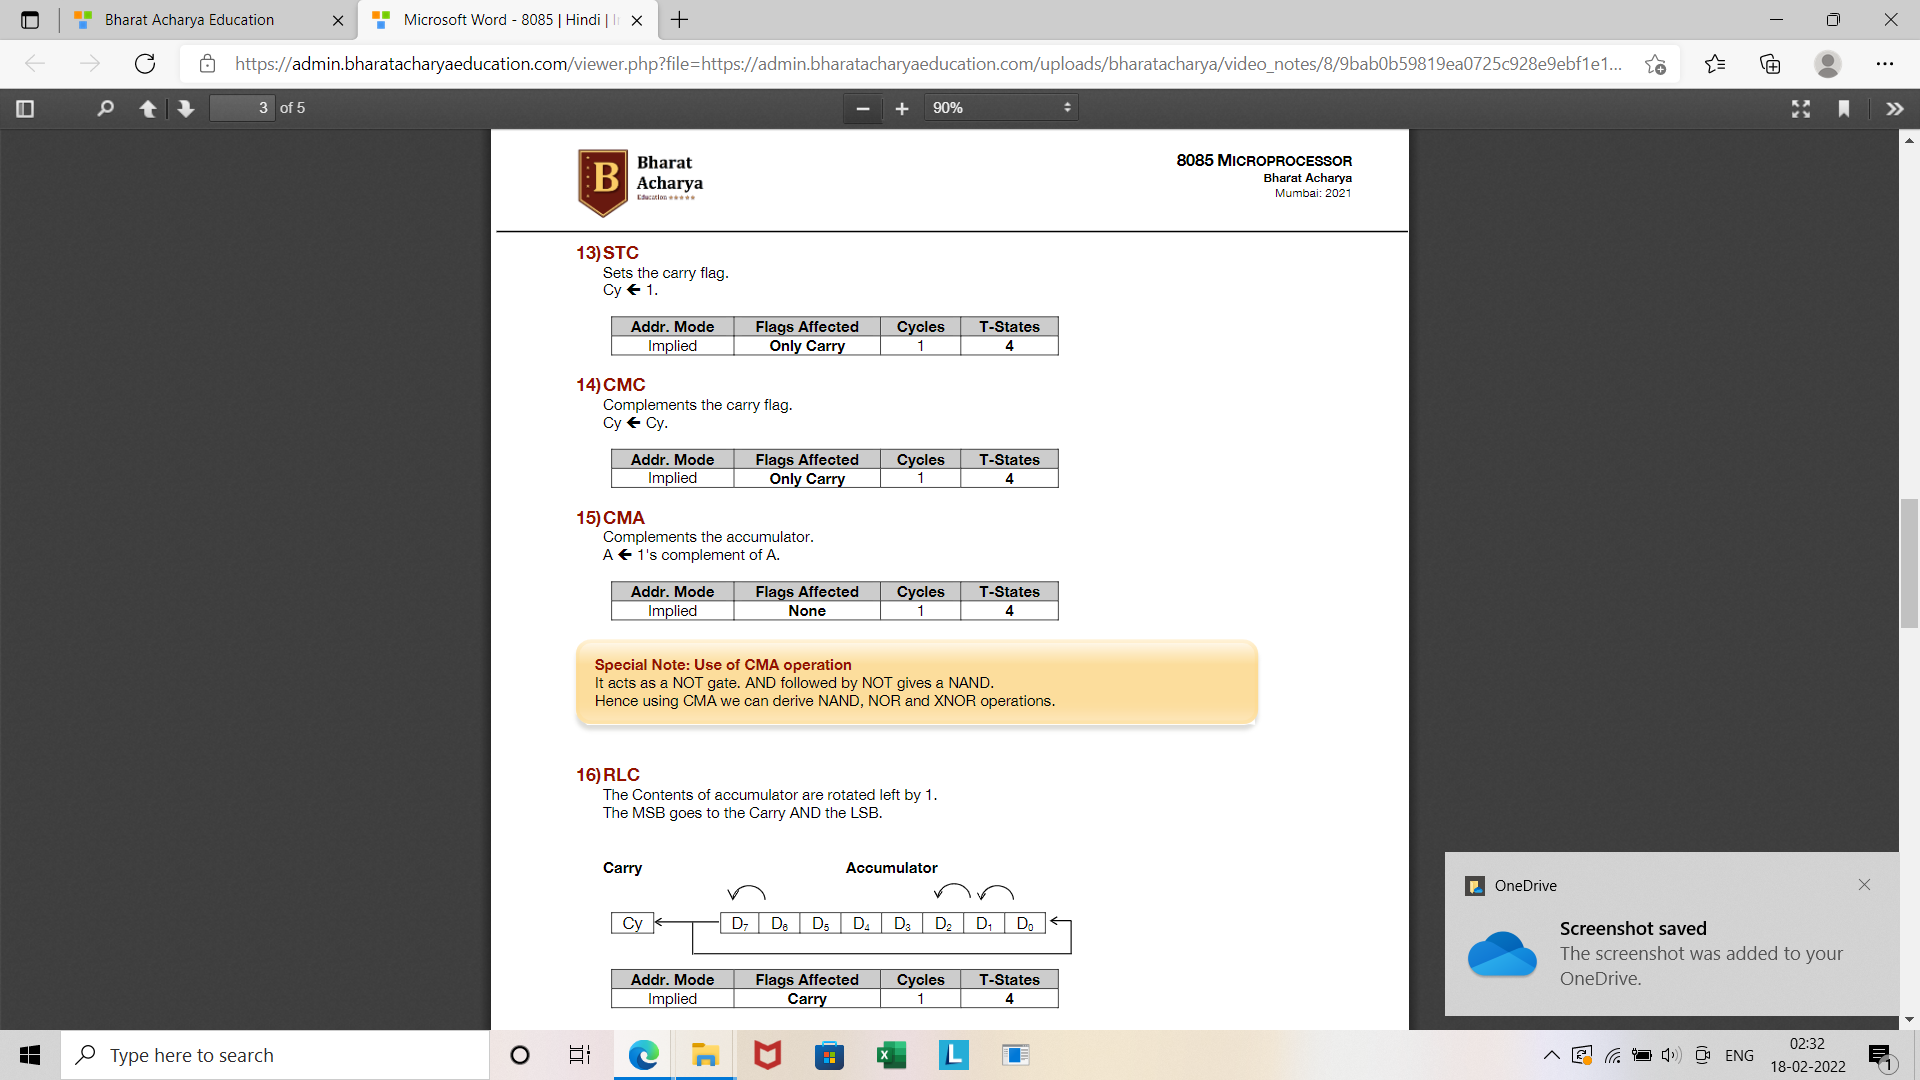 Bharat Acharya Education
Microsoft Word - 8085 | Hindi |
https://admin.bharatacharyaeducation.com/viewer.php?file=https://admin.bharatacharyaeducation.com/uploads/bharatacharya/video_notes/8/9bab0b59819ea0725c928e9ebf1e1...
3 of 5
90%
B
Bharat
Acharya
Education
8085 MICROPROCESSOR
Bharat Acharya
Mumbai: 2021
13) STC
Sets the carry flag.
Cy ← 1.
Addr. Mode Flags Affected Cycles T-States
Implied Only Carry 1 4
14) CMC
Complements the carry flag.
Cy ← Cy.
Addr. Mode Flags Affected Cycles T-States
Implied Only Carry 1 4
15) CMA
Complements the accumulator.
A ← 1's complement of A.
Addr. Mode Flags Affected Cycles T-States
Implied None 1 4
Special Note: Use of CMA operation
It acts as a NOT gate. AND followed by NOT gives a NAND.
Hence using CMA we can derive NAND, NOR and XNOR operations.
16) RLC
The Contents of accumulator are rotated left by 1.
The MSB goes to the Carry AND the LSB.
Carry Accumulator
Cy D7 D6 D5 D4 D3 D2 D1 D0
Addr. Mode Flags Affected Cycles T-States
Implied Carry 1 4
OneDrive
Screenshot saved
The screenshot was added to your
OneDrive.
Type here to search
L
ENG
02:32
18-02-2022
1